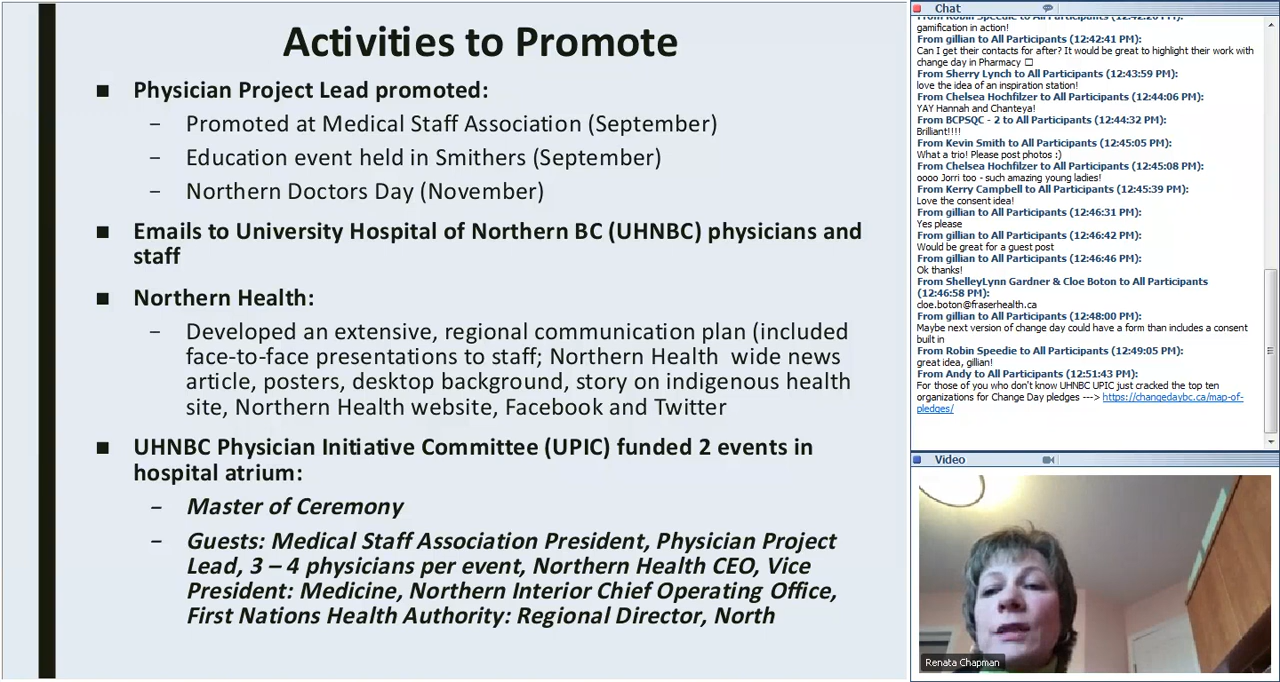 Activities to Promote
■ Physician Project Lead promoted:
– Promoted at Medical Staff Association (September)
– Education event held in Smithers (September)
– Northern Doctors Day (November)
■ Emails to University Hospital of Northern BC (UHNBC) physicians and
staff
■ Northern Health:
– Developed an extensive, regional communication plan (included
face-to-face presentations to staff; Northern Health wide news
article, posters, desktop background, story on indigenous health
site, Northern Health website, Facebook and Twitter
■ UHNBC Physician Initiative Committee (UPIC) funded 2 events in
hospital atrium:
– Master of Ceremony
– Guests: Medical Staff Association President, Physician Project
Lead, 3 – 4 physicians per event, Northern Health CEO, Vice
President: Medicine, Northern Interior Chief Operating Office,
First Nations Health Authority: Regional Director, North
Chat
From Robin Speedie to All Participants (12:42:20 PM):
gamification in action!
From gillian to All Participants (12:42:41 PM):
Can I get their contacts for after? It would be great to highlight their work with
change day in Pharmacy □
From Sherry Lynch to All Participants (12:43:59 PM):
love the idea of an inspiration station!
From Chelsea Hochfilzer to All Participants (12:44:06 PM):
YAY Hannah and Chanteya!
From BCPSQC - 2 to All Participants (12:44:32 PM):
Brilliant!!!!
From Kevin Smith to All Participants (12:45:05 PM):
What a trio! Please post photos :)
From Chelsea Hochfilzer to All Participants (12:45:08 PM):
oooo Jorri too - such amazing young ladies!
From Kerry Campbell to All Participants (12:45:39 PM):
Love the consent idea!
From gillian to All Participants (12:46:31 PM):
Yes please
From gillian to All Participants (12:46:42 PM):
Would be great for a guest post
From gillian to All Participants (12:46:46 PM):
Ok thanks!
From ShelleyLynn Gardner & Cloe Boton to All Participants
(12:46:58 PM):
cloe.boton@fraserhealth.ca
From gillian to All Participants (12:48:00 PM):
Maybe next version of change day could have a form than includes a consent
built in
From Robin Speedie to All Participants (12:49:05 PM):
great idea, gillian!
From Andy to All Participants (12:51:43 PM):
For those of you who don't know UHNBC UPIC just cracked the top ten
organizations for Change Day pledges ---> https://changedaybc.ca/map-of-
pledges/
Video
Renata Chapman